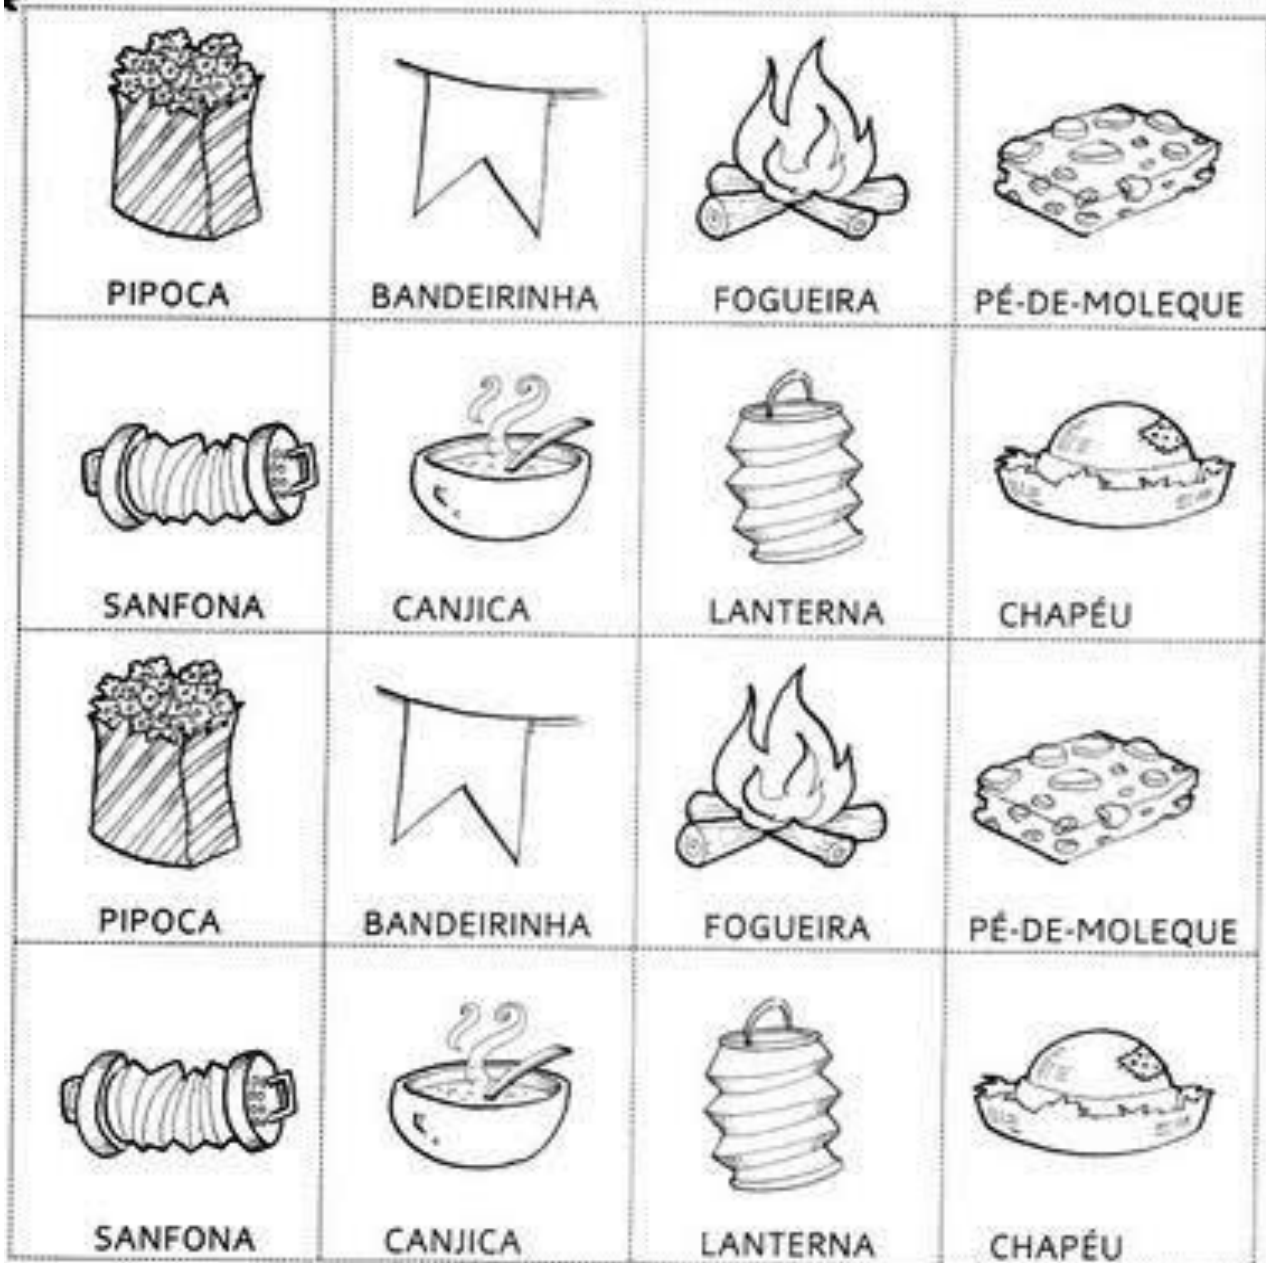 PIPOCA
BANDEIRINHA
FOGUEIRA
PÉ-DE-MOLEQUE
SANFONA
CANJICA
LANTERNA
CHAPÉU
PIPOCA
BANDEIRINHA
FOGUEIRA
PÉ-DE-MOLEQUE
SANFONA
CANJICA
LANTERNA
CHAPÉU